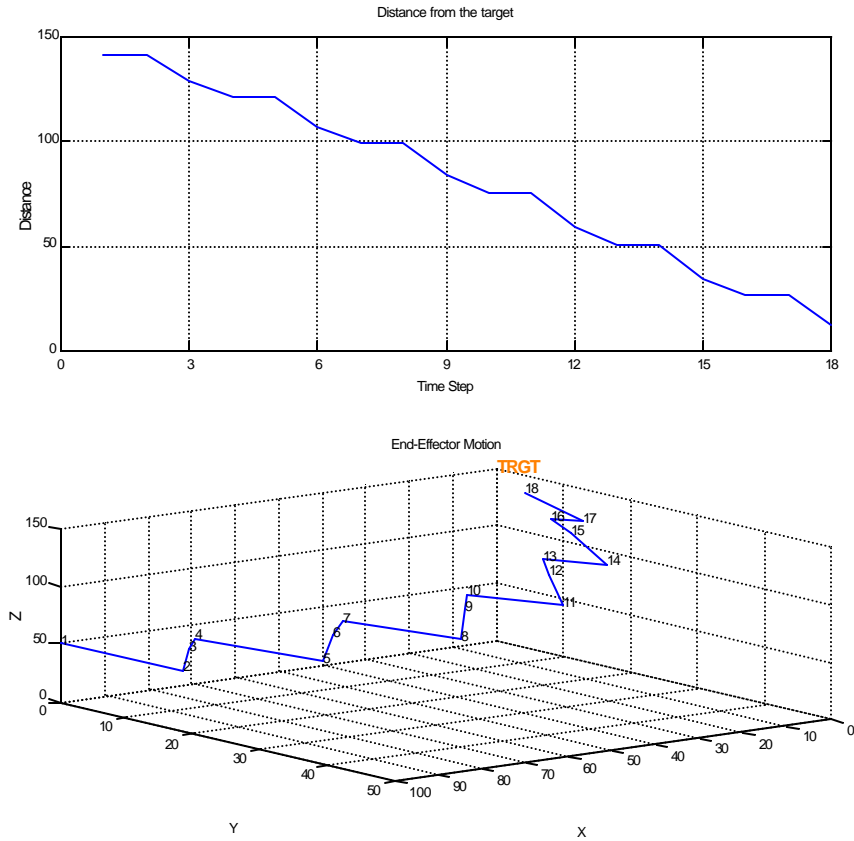 Distance from the target
150
100
50
0
Distance
0 3 6 9 12 15 18
Time Step
End-Effector Motion
TRGT
18
16 17
15
13 14
12
11
10
9
8
7
6
5
4
3
2
1
150
100
50
0
Z
0 10 20 30 40 50
Y
100 90 80 70 60 50 40 30 20 10 0
X